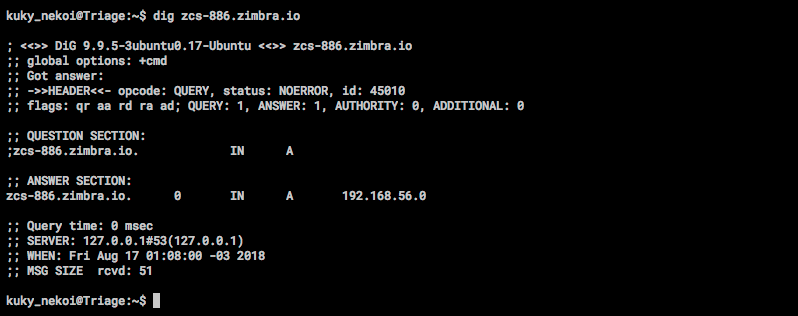 kuky_nekoi@Triage:~$ dig zcs-886.zimbra.io
; <<>> DiG 9.9.5-3ubuntu0.17-Ubuntu <<>> zcs-886.zimbra.io
;; global options: +cmd
;; Got answer:
;; ->>HEADER<<- opcode: QUERY, status: NOERROR, id: 45010
;; flags: qr aa rd ra ad; QUERY: 1, ANSWER: 1, AUTHORITY: 0, ADDITIONAL: 0
;; QUESTION SECTION:
;zcs-886.zimbra.io. IN A
;; ANSWER SECTION:
zcs-886.zimbra.io. 0 IN A 192.168.56.0
;; Query time: 0 msec
;; SERVER: 127.0.0.1#53(127.0.0.1)
;; WHEN: Fri Aug 17 01:08:00 -03 2018
;; MSG SIZE rcvd: 51
kuky_nekoi@Triage:~$